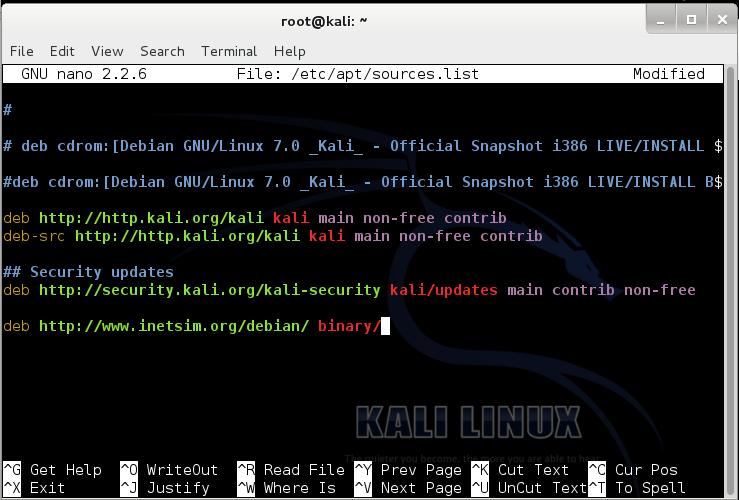 root@kali: ~
File Edit View Search Terminal Help
GNU nano 2.2.6 File: /etc/apt/sources.list Modified
#
# deb cdrom:[Debian GNU/Linux 7.0 _Kali_ - Official Snapshot i386 LIVE/INSTALL $
#deb cdrom:[Debian GNU/Linux 7.0 _Kali_ - Official Snapshot i386 LIVE/INSTALL B$
deb http://http.kali.org/kali kali main non-free contrib
deb-src http://http.kali.org/kali kali main non-free contrib
## Security updates
deb http://security.kali.org/kali-security kali/updates main contrib non-free
deb http://www.inetsim.org/debian/ binary/
KALI LINUX
The quieter you become, the more you are able to hear
^G Get Help ^O WriteOut ^R Read File ^Y Prev Page ^K Cut Text ^C Cur Pos
^X Exit ^J Justify ^W Where Is ^V Next Page ^U UnCut Text ^T To Spell